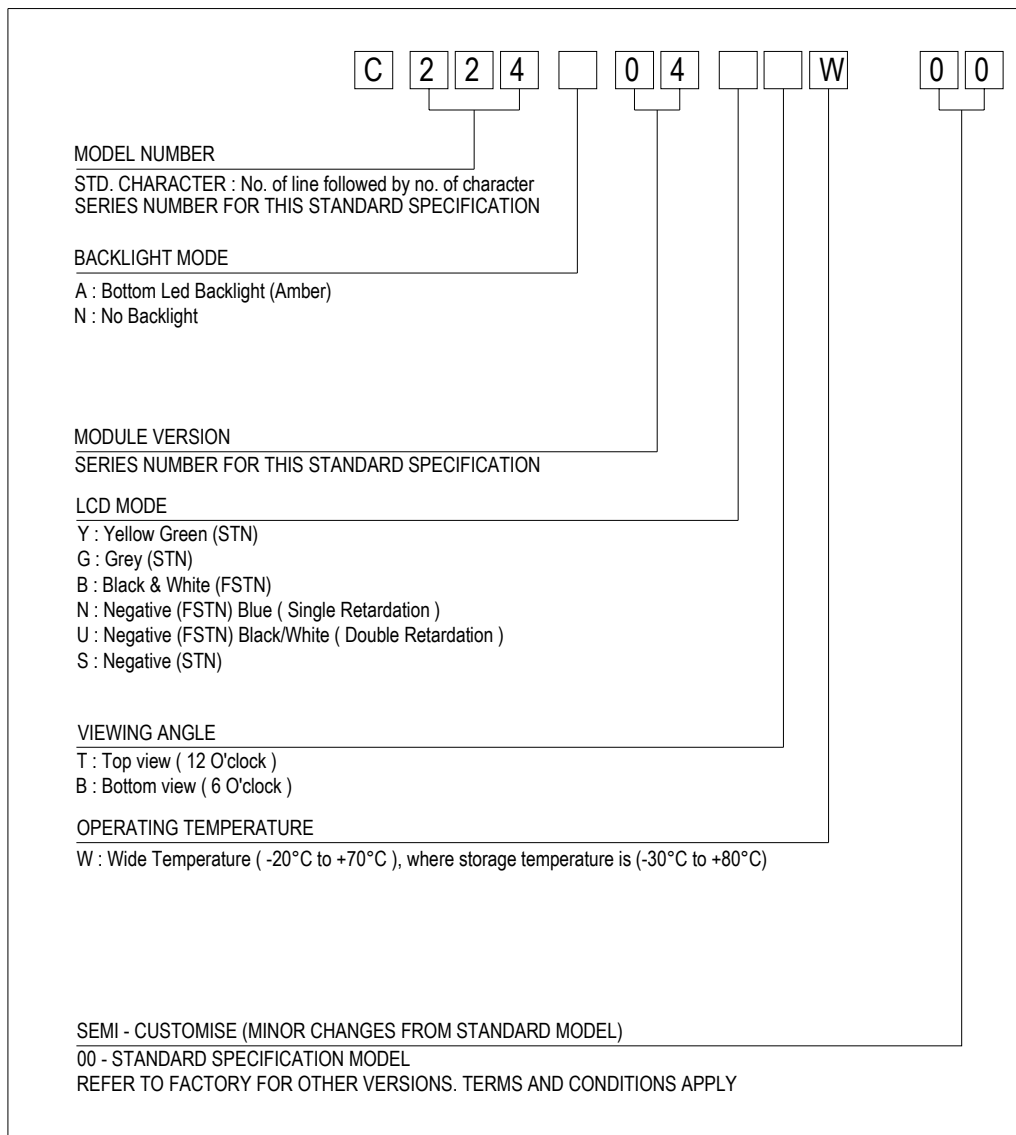 C 2 2 4 0 4 W 0 0
MODEL NUMBER
STD. CHARACTER : No. of line followed by no. of character
SERIES NUMBER FOR THIS STANDARD SPECIFICATION
BACKLIGHT MODE
A : Bottom Led Backlight (Amber)
N : No Backlight
MODULE VERSION
SERIES NUMBER FOR THIS STANDARD SPECIFICATION
LCD MODE
Y : Yellow Green (STN)
G : Grey (STN)
B : Black & White (FSTN)
N : Negative (FSTN) Blue ( Single Retardation )
U : Negative (FSTN) Black/White ( Double Retardation )
S : Negative (STN)
VIEWING ANGLE
T : Top view ( 12 O'clock )
B : Bottom view ( 6 O'clock )
OPERATING TEMPERATURE
W : Wide Temperature ( -20°C to +70°C ), where storage temperature is (-30°C to +80°C)
SEMI - CUSTOMISE (MINOR CHANGES FROM STANDARD MODEL)
00 - STANDARD SPECIFICATION MODEL
REFER TO FACTORY FOR OTHER VERSIONS. TERMS AND CONDITIONS APPLY